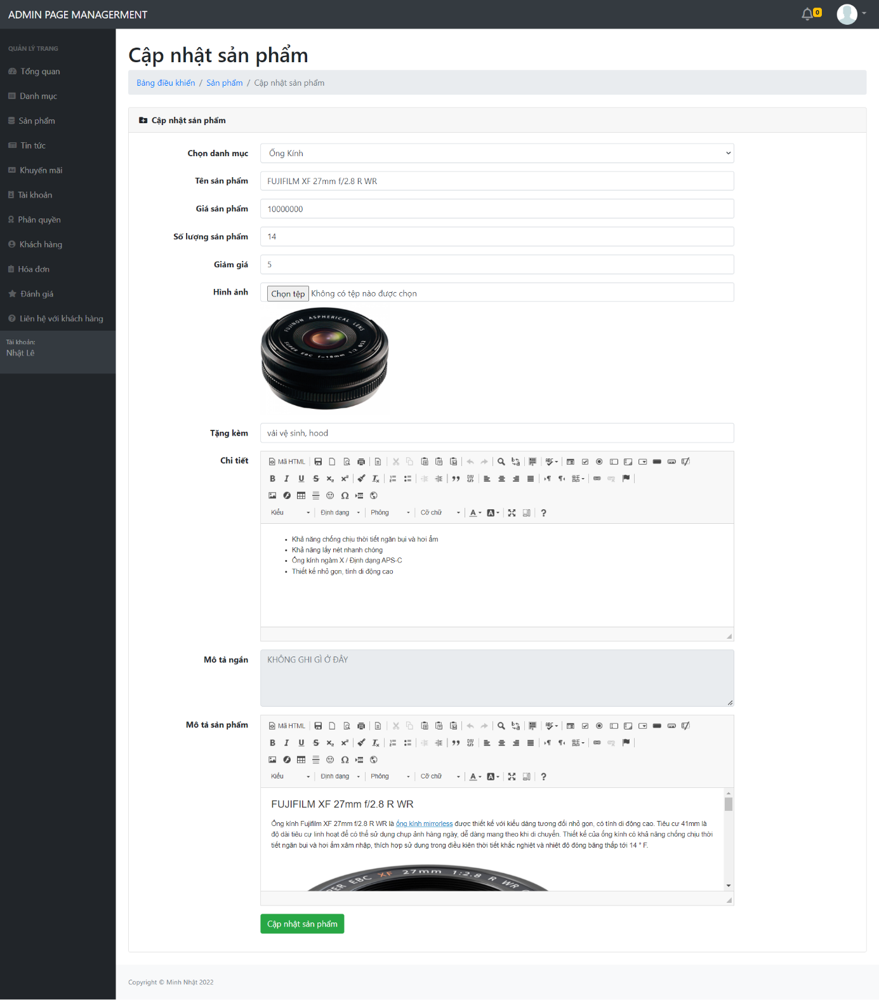 ADMIN PAGE MANAGERMENT
0
QUẢN LÝ TRANG
Tổng quan
Danh mục
Sản phẩm
Tin tức
Khuyến mãi
Tài khoản
Phân quyền
Khách hàng
Hóa đơn
Đánh giá
Liên hệ với khách hàng
Tài khoản:
Nhật Lê
Cập nhật sản phẩm
Bảng điều khiển / Sản phẩm / Cập nhật sản phẩm
Cập nhật sản phẩm
Chọn danh mục
Ống Kính
Tên sản phẩm
FUJIFILM XF 27mm f/2.8 R WR
Giá sản phẩm
10000000
Số lượng sản phẩm
14
Giảm giá
5
Hình ảnh
Chọn tệp Không có tệp nào được chọn
FUJINON ASPHERICAL LENS
SUPER EBC f=18mm 1:2 Ø52
Tặng kèm
vải vệ sinh, hood
Chi tiết
Mã HTML
Kiểu Định dạng Phông Cỡ chữ
Khả năng chống chịu thời tiết ngăn bụi và hơi ẩm
Khả năng lấy nét nhanh chóng
Ống kính ngàm X / Định dạng APS-C
Thiết kế nhỏ gọn, tính di động cao
Mô tả ngắn
KHÔNG GHI GÌ Ở ĐÂY
Mô tả sản phẩm
Mã HTML
Kiểu Định dạng Phông Cỡ chữ
FUJIFILM XF 27mm f/2.8 R WR
Ống kính Fujifilm XF 27mm f/2.8 R WR là ống kính mirrorless được thiết kế với kiểu dáng tương đối nhỏ gọn, có tính di động cao. Tiêu cự 41mm là
độ dài tiêu cự linh hoạt để có thể sử dụng chụp ảnh hàng ngày, dễ dàng mang theo khi di chuyển. Thiết kế của ống kính có khả năng chống chịu thời
tiết ngăn bụi và hơi ẩm xâm nhập, thích hợp sử dụng trong điều kiện thời tiết khắc nghiệt và nhiệt độ đóng băng thấp tới 14 ° F.
EBC XF 27mm 1:2.8 R WR
Cập nhật sản phẩm
Copyright © Minh Nhật 2022